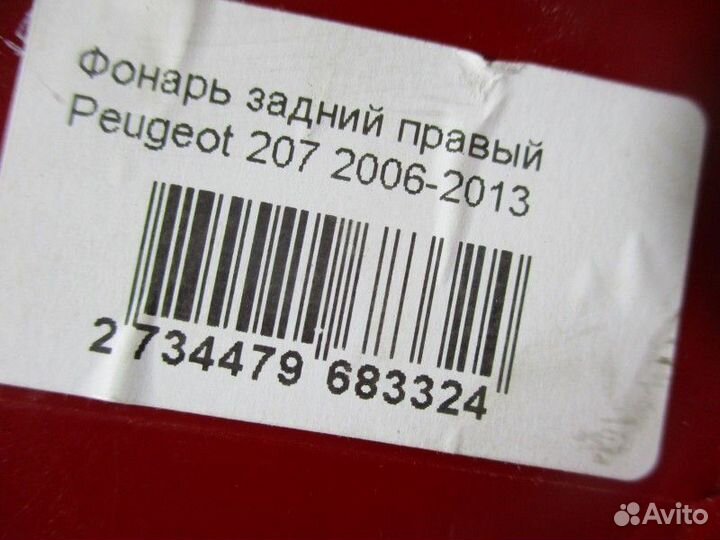 Фонарь задний правый
Peugeot 207 2006-2013
2 734479 683324
Avito